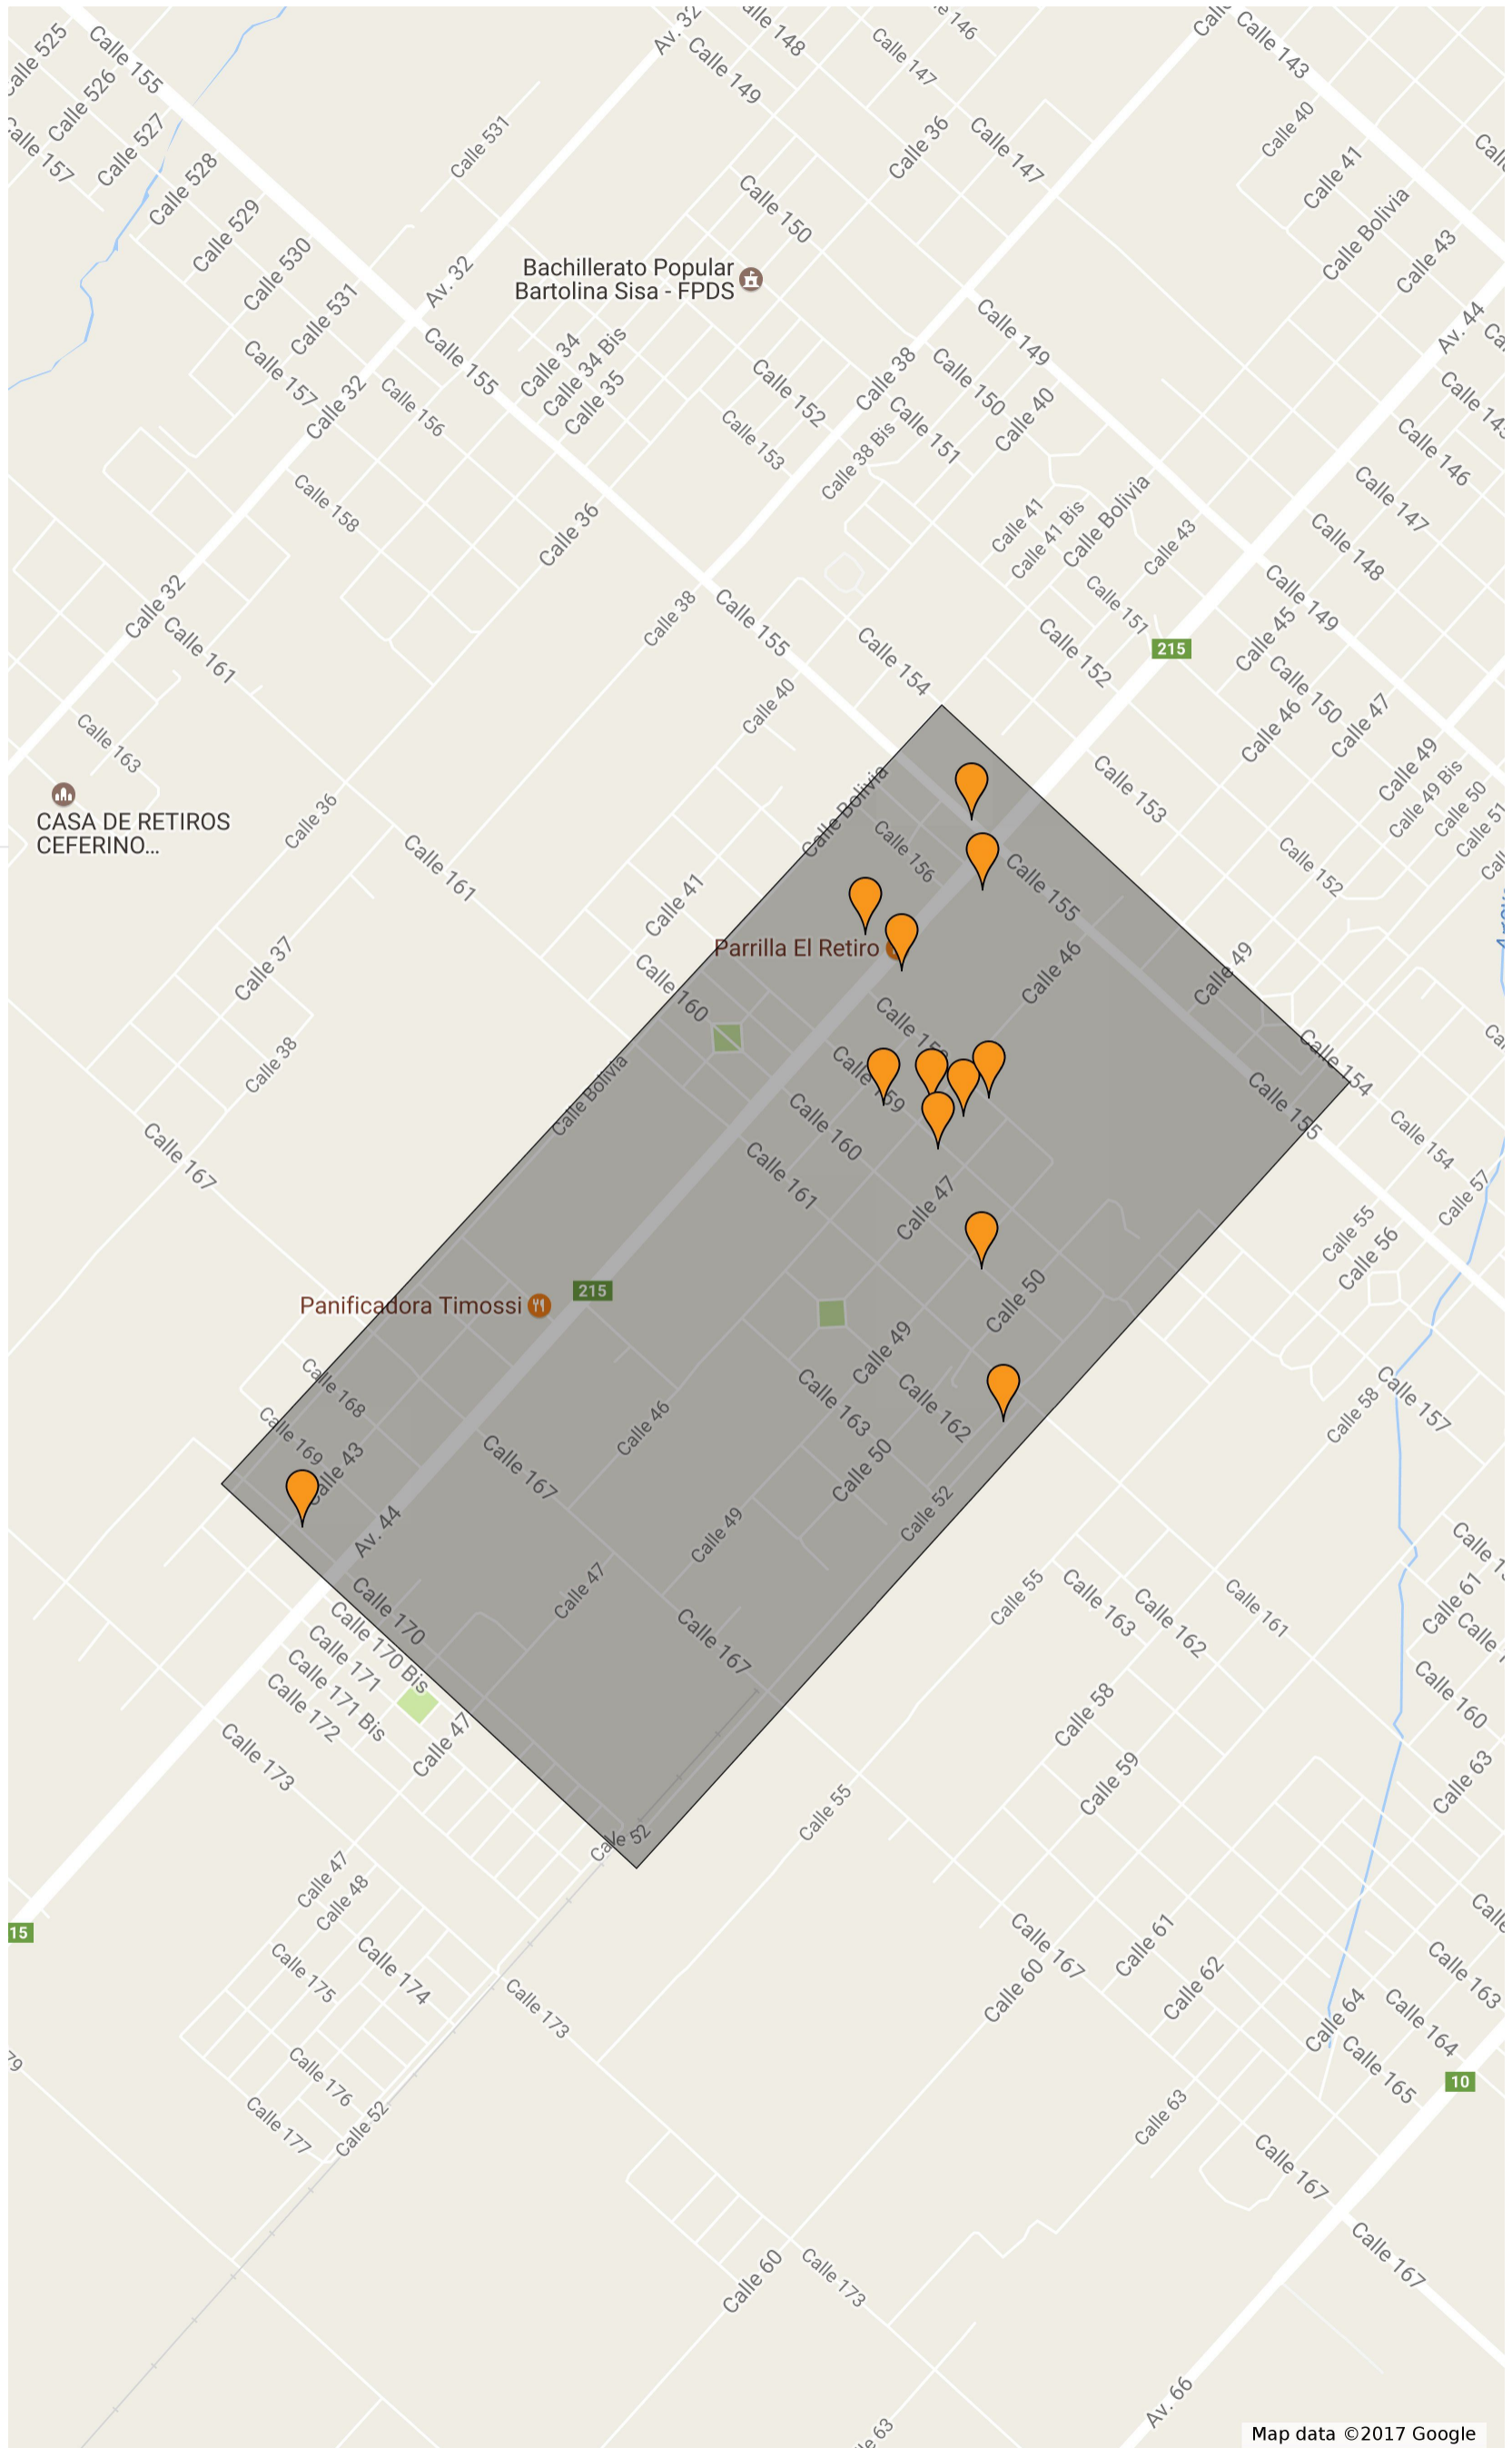 Calle 155
Av. 32
Calle 148
Calle 146
Calle 143
Calle 525
Calle 526
Calle 527
Calle 528
Calle 529
Calle 530
Calle 531
Calle 157
Calle 531
Calle 149
Calle 147
Calle 36
Calle 147
Calle 40
Calle 41
Calle Bolivia
Calle 43
Av. 44
Calle 150
Bachillerato Popular
Bartolina Sisa - FPDS
Av. 32
Calle 157
Calle 32
Calle 156
Calle 155
Calle 34
Calle 34 Bis
Calle 35
Calle 152
Calle 153
Calle 38
Calle 38 Bis
Calle 149
Calle 150
Calle 151
Calle 40
Calle 146
Calle 147
Calle 148
Calle 149
Calle 158
Calle 36
Calle 41
Calle 41 Bis
Calle Bolivia
Calle 43
Calle 151
Calle 152
215
Calle 45
Calle 150
Calle 46
Calle 47
Calle 49
Calle 49 Bis
Calle 50
Calle 51
Calle 32
Calle 161
Calle 38
Calle 155
Calle 154
Calle 40
Calle 163
CASA DE RETIROS
CEFERINO...
Calle 36
Calle 161
Calle Bolivia
Calle 156
Calle 153
Calle 152
Calle 155
Calle 41
Calle 37
Calle 38
Parrilla El Retiro
Calle 160
Calle 46
Calle 49
Calle 159
Calle 154
Calle 155
Calle 154
Calle Bolivia
Calle 167
Calle 160
Calle 161
Calle 47
Calle 57
Calle 55
Calle 56
Panificadora Timossi
215
Calle 50
Calle 49
Calle 162
Calle 163
Calle 58
Calle 157
Calle 168
Calle 169
Calle 43
Calle 46
Calle 167
Calle 50
Calle 52
Av. 44
Calle 49
Calle 47
Calle 170
Calle 170 Bis
Calle 171
Calle 171 Bis
Calle 172
Calle 173
Calle 47
Calle 167
Calle 55
Calle 163
Calle 162
Calle 161
Calle 61
Calle 160
Calle 58
Calle 59
Calle 63
Calle 55
Calle 52
Calle 47
Calle 48
15
Calle 175
Calle 174
Calle 173
Calle 176
Calle 177
Calle 52
79
Calle 167
Calle 60
Calle 61
Calle 62
Calle 64
Calle 163
Calle 164
Calle 165
10
Calle 63
Calle 167
Calle 167
Calle 60
Calle 173
Av. 66
Map data ©2017 Google